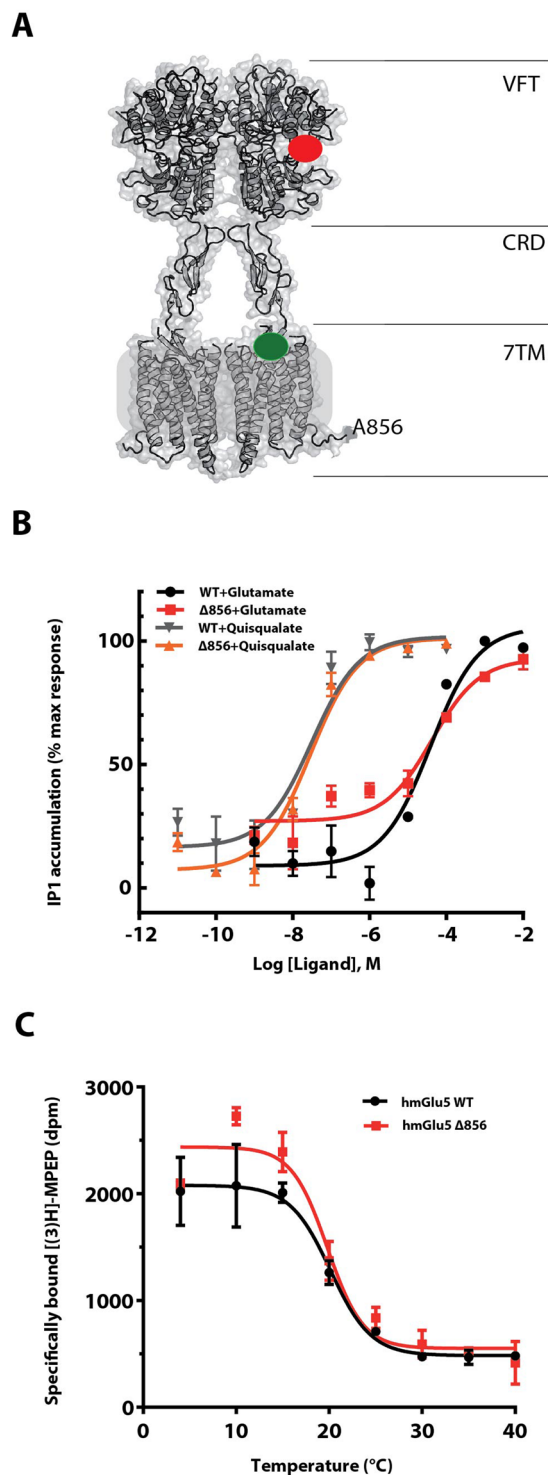 A
VFT
CRD
7TM
A856
B
WT+Glutamate
Δ856+Glutamate
WT+Quisqualate
Δ856+Quisqualate
IP1 accumulation (% max response)
100
50
0
-12 -10 -8 -6 -4 -2
Log [Ligand], M
C
hmGlu5 WT
hmGlu5 Δ856
Specifically bound [(3)H]-MPEP (dpm)
3000
2000
1000
0
0 10 20 30 40
Temperature (°C)